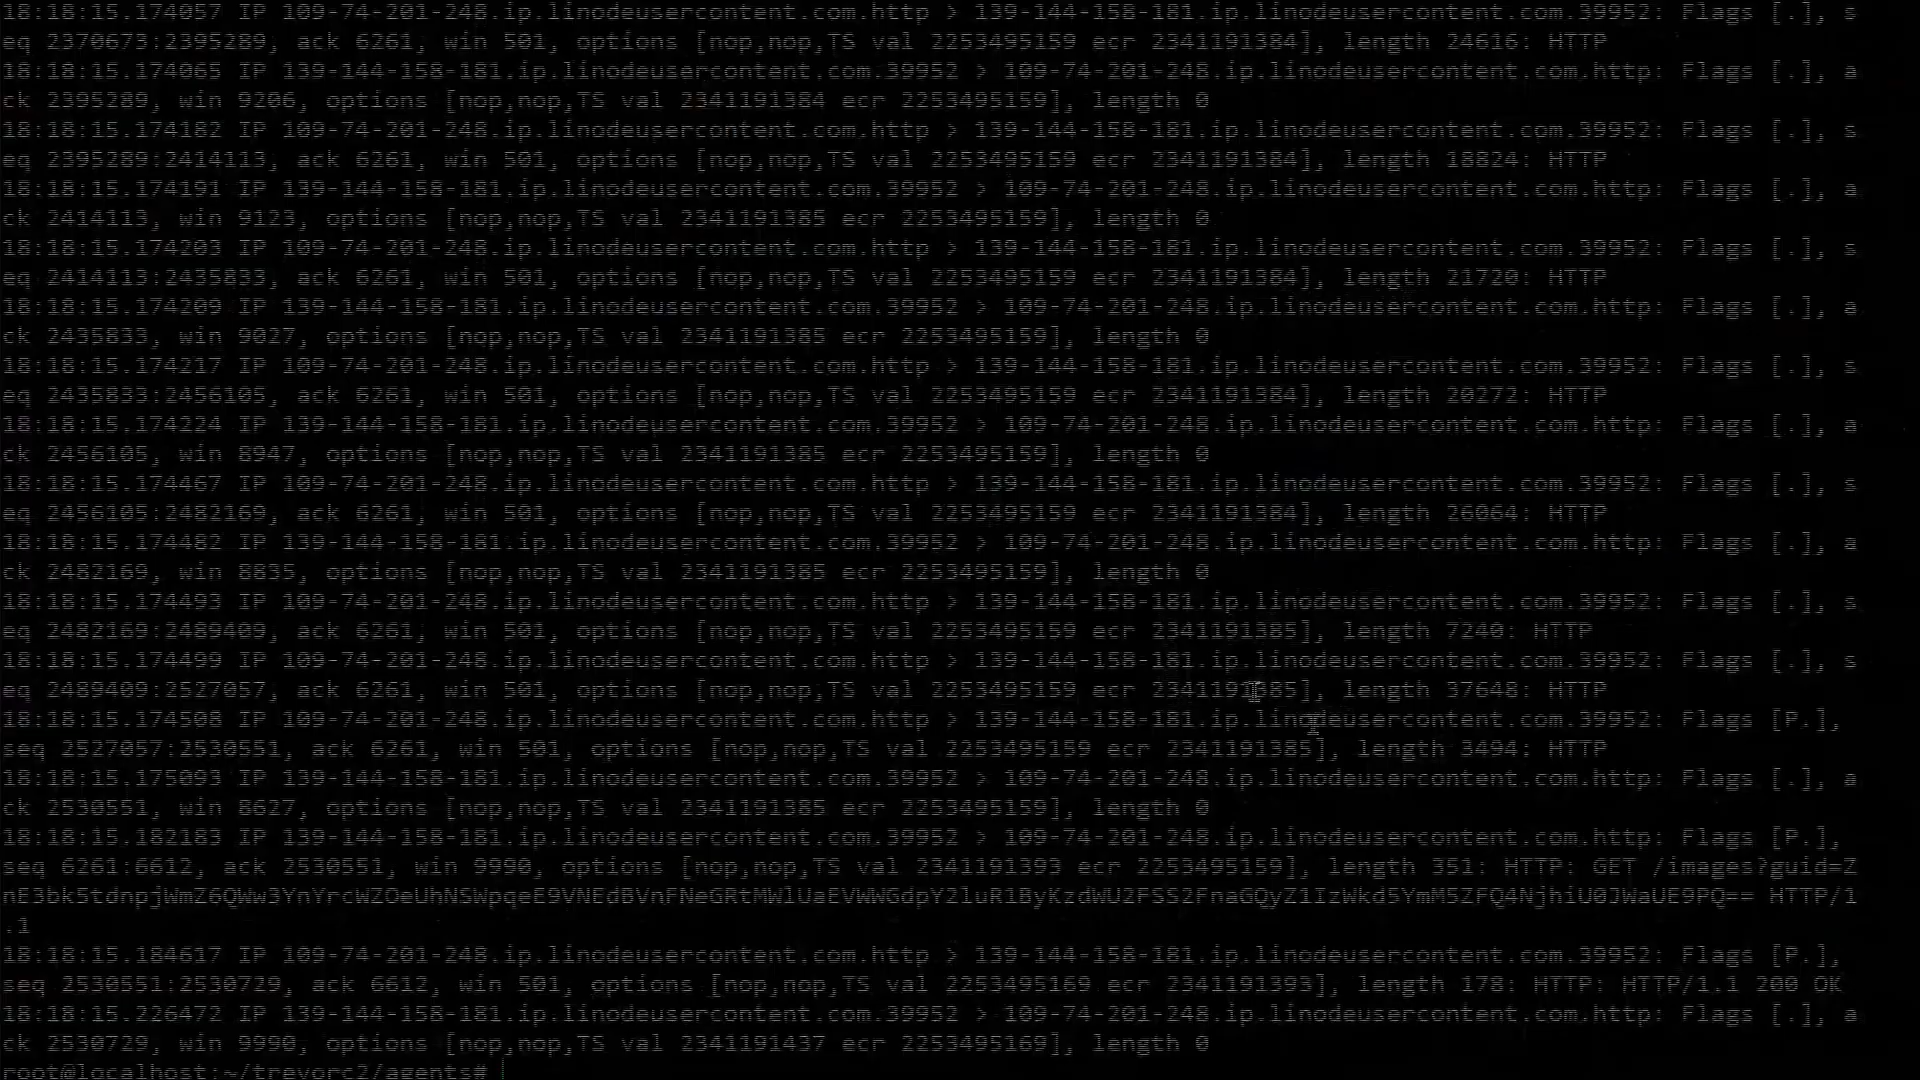 18:18:15.174057 IP 109-74-201-248.ip.linodeusercontent.com.http > 139-144-158-181.ip.linodeusercontent.com.39952: Flags [.], s
eq 2370673:2395289, ack 6261, win 501, options [nop,nop,TS val 2253495159 ecr 2341191384], length 24616: HTTP
18:18:15.174065 IP 139-144-158-181.ip.linodeusercontent.com.39952 > 109-74-201-248.ip.linodeusercontent.com.http: Flags [.], a
ck 2395289, win 9206, options [nop,nop,TS val 2341191384 ecr 2253495159], length 0
18:18:15.174182 IP 109-74-201-248.ip.linodeusercontent.com.http > 139-144-158-181.ip.linodeusercontent.com.39952: Flags [.], s
eq 2395289:2414113, ack 6261, win 501, options [nop,nop,TS val 2253495159 ecr 2341191384], length 18824: HTTP
18:18:15.174191 IP 139-144-158-181.ip.linodeusercontent.com.39952 > 109-74-201-248.ip.linodeusercontent.com.http: Flags [.], a
ck 2414113, win 9123, options [nop,nop,TS val 2341191385 ecr 2253495159], length 0
18:18:15.174203 IP 109-74-201-248.ip.linodeusercontent.com.http > 139-144-158-181.ip.linodeusercontent.com.39952: Flags [.], s
eq 2414113:2435833, ack 6261, win 501, options [nop,nop,TS val 2253495159 ecr 2341191384], length 21720: HTTP
18:18:15.174209 IP 139-144-158-181.ip.linodeusercontent.com.39952 > 109-74-201-248.ip.linodeusercontent.com.http: Flags [.], a
ck 2435833, win 9027, options [nop,nop,TS val 2341191385 ecr 2253495159], length 0
18:18:15.174217 IP 109-74-201-248.ip.linodeusercontent.com.http > 139-144-158-181.ip.linodeusercontent.com.39952: Flags [.], s
eq 2435833:2456105, ack 6261, win 501, options [nop,nop,TS val 2253495159 ecr 2341191384], length 20272: HTTP
18:18:15.174224 IP 139-144-158-181.ip.linodeusercontent.com.39952 > 109-74-201-248.ip.linodeusercontent.com.http: Flags [.], a
ck 2456105, win 8947, options [nop,nop,TS val 2341191385 ecr 2253495159], length 0
18:18:15.174467 IP 109-74-201-248.ip.linodeusercontent.com.http > 139-144-158-181.ip.linodeusercontent.com.39952: Flags [.], s
eq 2456105:2482169, ack 6261, win 501, options [nop,nop,TS val 2253495159 ecr 2341191384], length 26064: HTTP
18:18:15.174482 IP 139-144-158-181.ip.linodeusercontent.com.39952 > 109-74-201-248.ip.linodeusercontent.com.http: Flags [.], a
ck 2482169, win 8835, options [nop,nop,TS val 2341191385 ecr 2253495159], length 0
18:18:15.174493 IP 109-74-201-248.ip.linodeusercontent.com.http > 139-144-158-181.ip.linodeusercontent.com.39952: Flags [.], s
eq 2482169:2489409, ack 6261, win 501, options [nop,nop,TS val 2253495159 ecr 2341191385], length 7240: HTTP
18:18:15.174499 IP 109-74-201-248.ip.linodeusercontent.com.http > 139-144-158-181.ip.linodeusercontent.com.39952: Flags [.], s
eq 2489409:2527057, ack 6261, win 501, options [nop,nop,TS val 2253495159 ecr 2341191385], length 37648: HTTP
18:18:15.174508 IP 109-74-201-248.ip.linodeusercontent.com.http > 139-144-158-181.ip.linodeusercontent.com.39952: Flags [P.],
seq 2527057:2530551, ack 6261, win 501, options [nop,nop,TS val 2253495159 ecr 2341191385], length 3494: HTTP
18:18:15.175093 IP 139-144-158-181.ip.linodeusercontent.com.39952 > 109-74-201-248.ip.linodeusercontent.com.http: Flags [.], a
ck 2530551, win 8627, options [nop,nop,TS val 2341191385 ecr 2253495159], length 0
18:18:15.182183 IP 139-144-158-181.ip.linodeusercontent.com.39952 > 109-74-201-248.ip.linodeusercontent.com.http: Flags [P.],
seq 6261:6612, ack 2530551, win 9990, options [nop,nop,TS val 2341191393 ecr 2253495159], length 351: HTTP: GET /images?guid=Z
HTTP/1
.1
18:18:15.184617 IP 109-74-201-248.ip.linodeusercontent.com.http > 139-144-158-181.ip.linodeusercontent.com.39952: Flags [P.],
seq 2530551:2530729, ack 6612, win 501, options [nop,nop,TS val 2253495169 ecr 2341191393], length 178: HTTP: HTTP/1.1 200 OK
18:18:15.226472 IP 139-144-158-181.ip.linodeusercontent.com.39952 > 109-74-201-248.ip.linodeusercontent.com.http: Flags [.], a
ck 2530729, win 9990, options [nop,nop,TS val 2341191437 ecr 2253495169], length 0
root@localhost:~/trevorc2/agents#